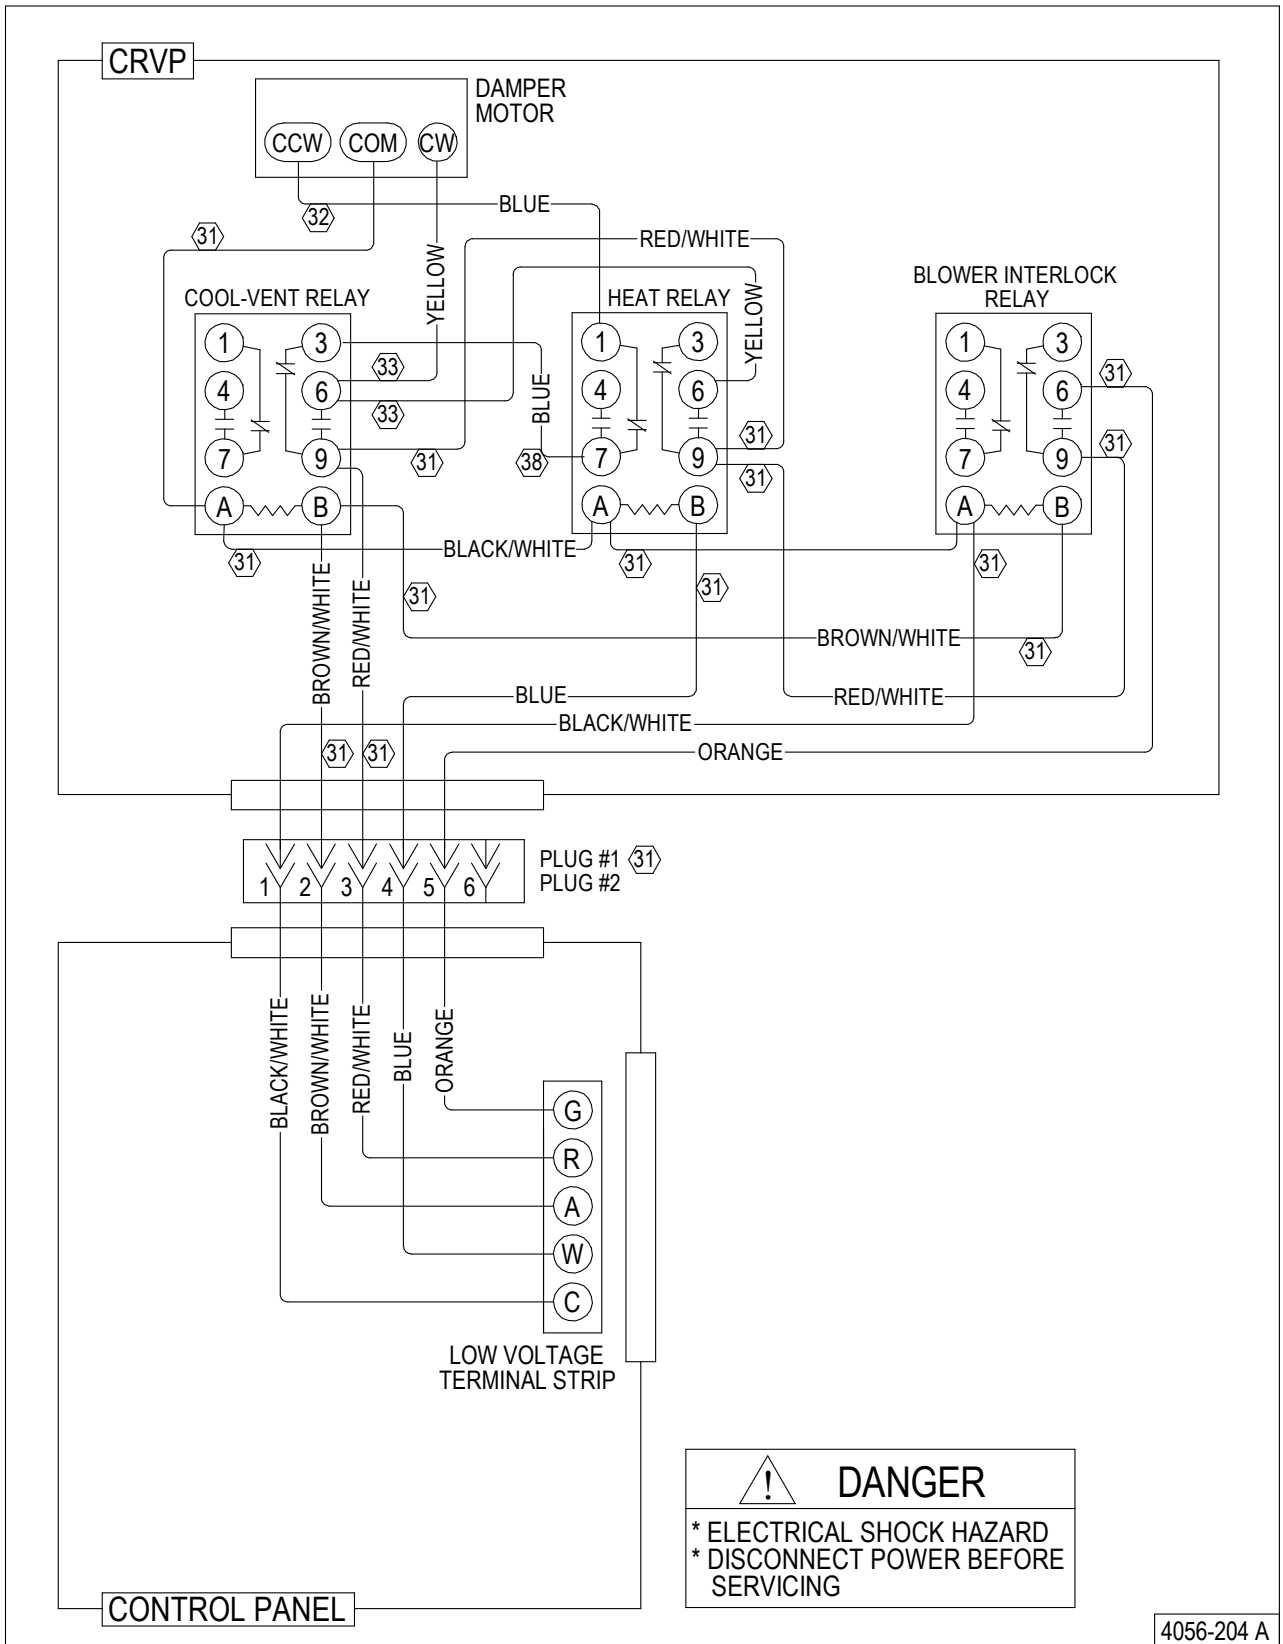 CRVP
DAMPER
MOTOR
CCW COM CW
32 BLUE
31 RED/WHITE
YELLOW
COOL-VENT RELAY
HEAT RELAY
YELLOW
BLOWER INTERLOCK
RELAY
1 3
4 6
7 9
A B
33
33
31
BLUE
38
1 3
4 6
7 9
A B
31
31
1 3
4 6
7 9
A B
31
31
31 BLACK/WHITE 31 31
31 31
BROWN/WHITE
RED/WHITE
BROWN/WHITE 31
BLUE RED/WHITE
BLACK/WHITE
31 31 ORANGE
PLUG #1 31
PLUG #2
1 2 3 4 5 6
BLACK/WHITE
BROWN/WHITE
RED/WHITE
BLUE
ORANGE
G
R
A
W
C
LOW VOLTAGE
TERMINAL STRIP
! DANGER
* ELECTRICAL SHOCK HAZARD
* DISCONNECT POWER BEFORE
SERVICING
CONTROL PANEL
4056-204 A